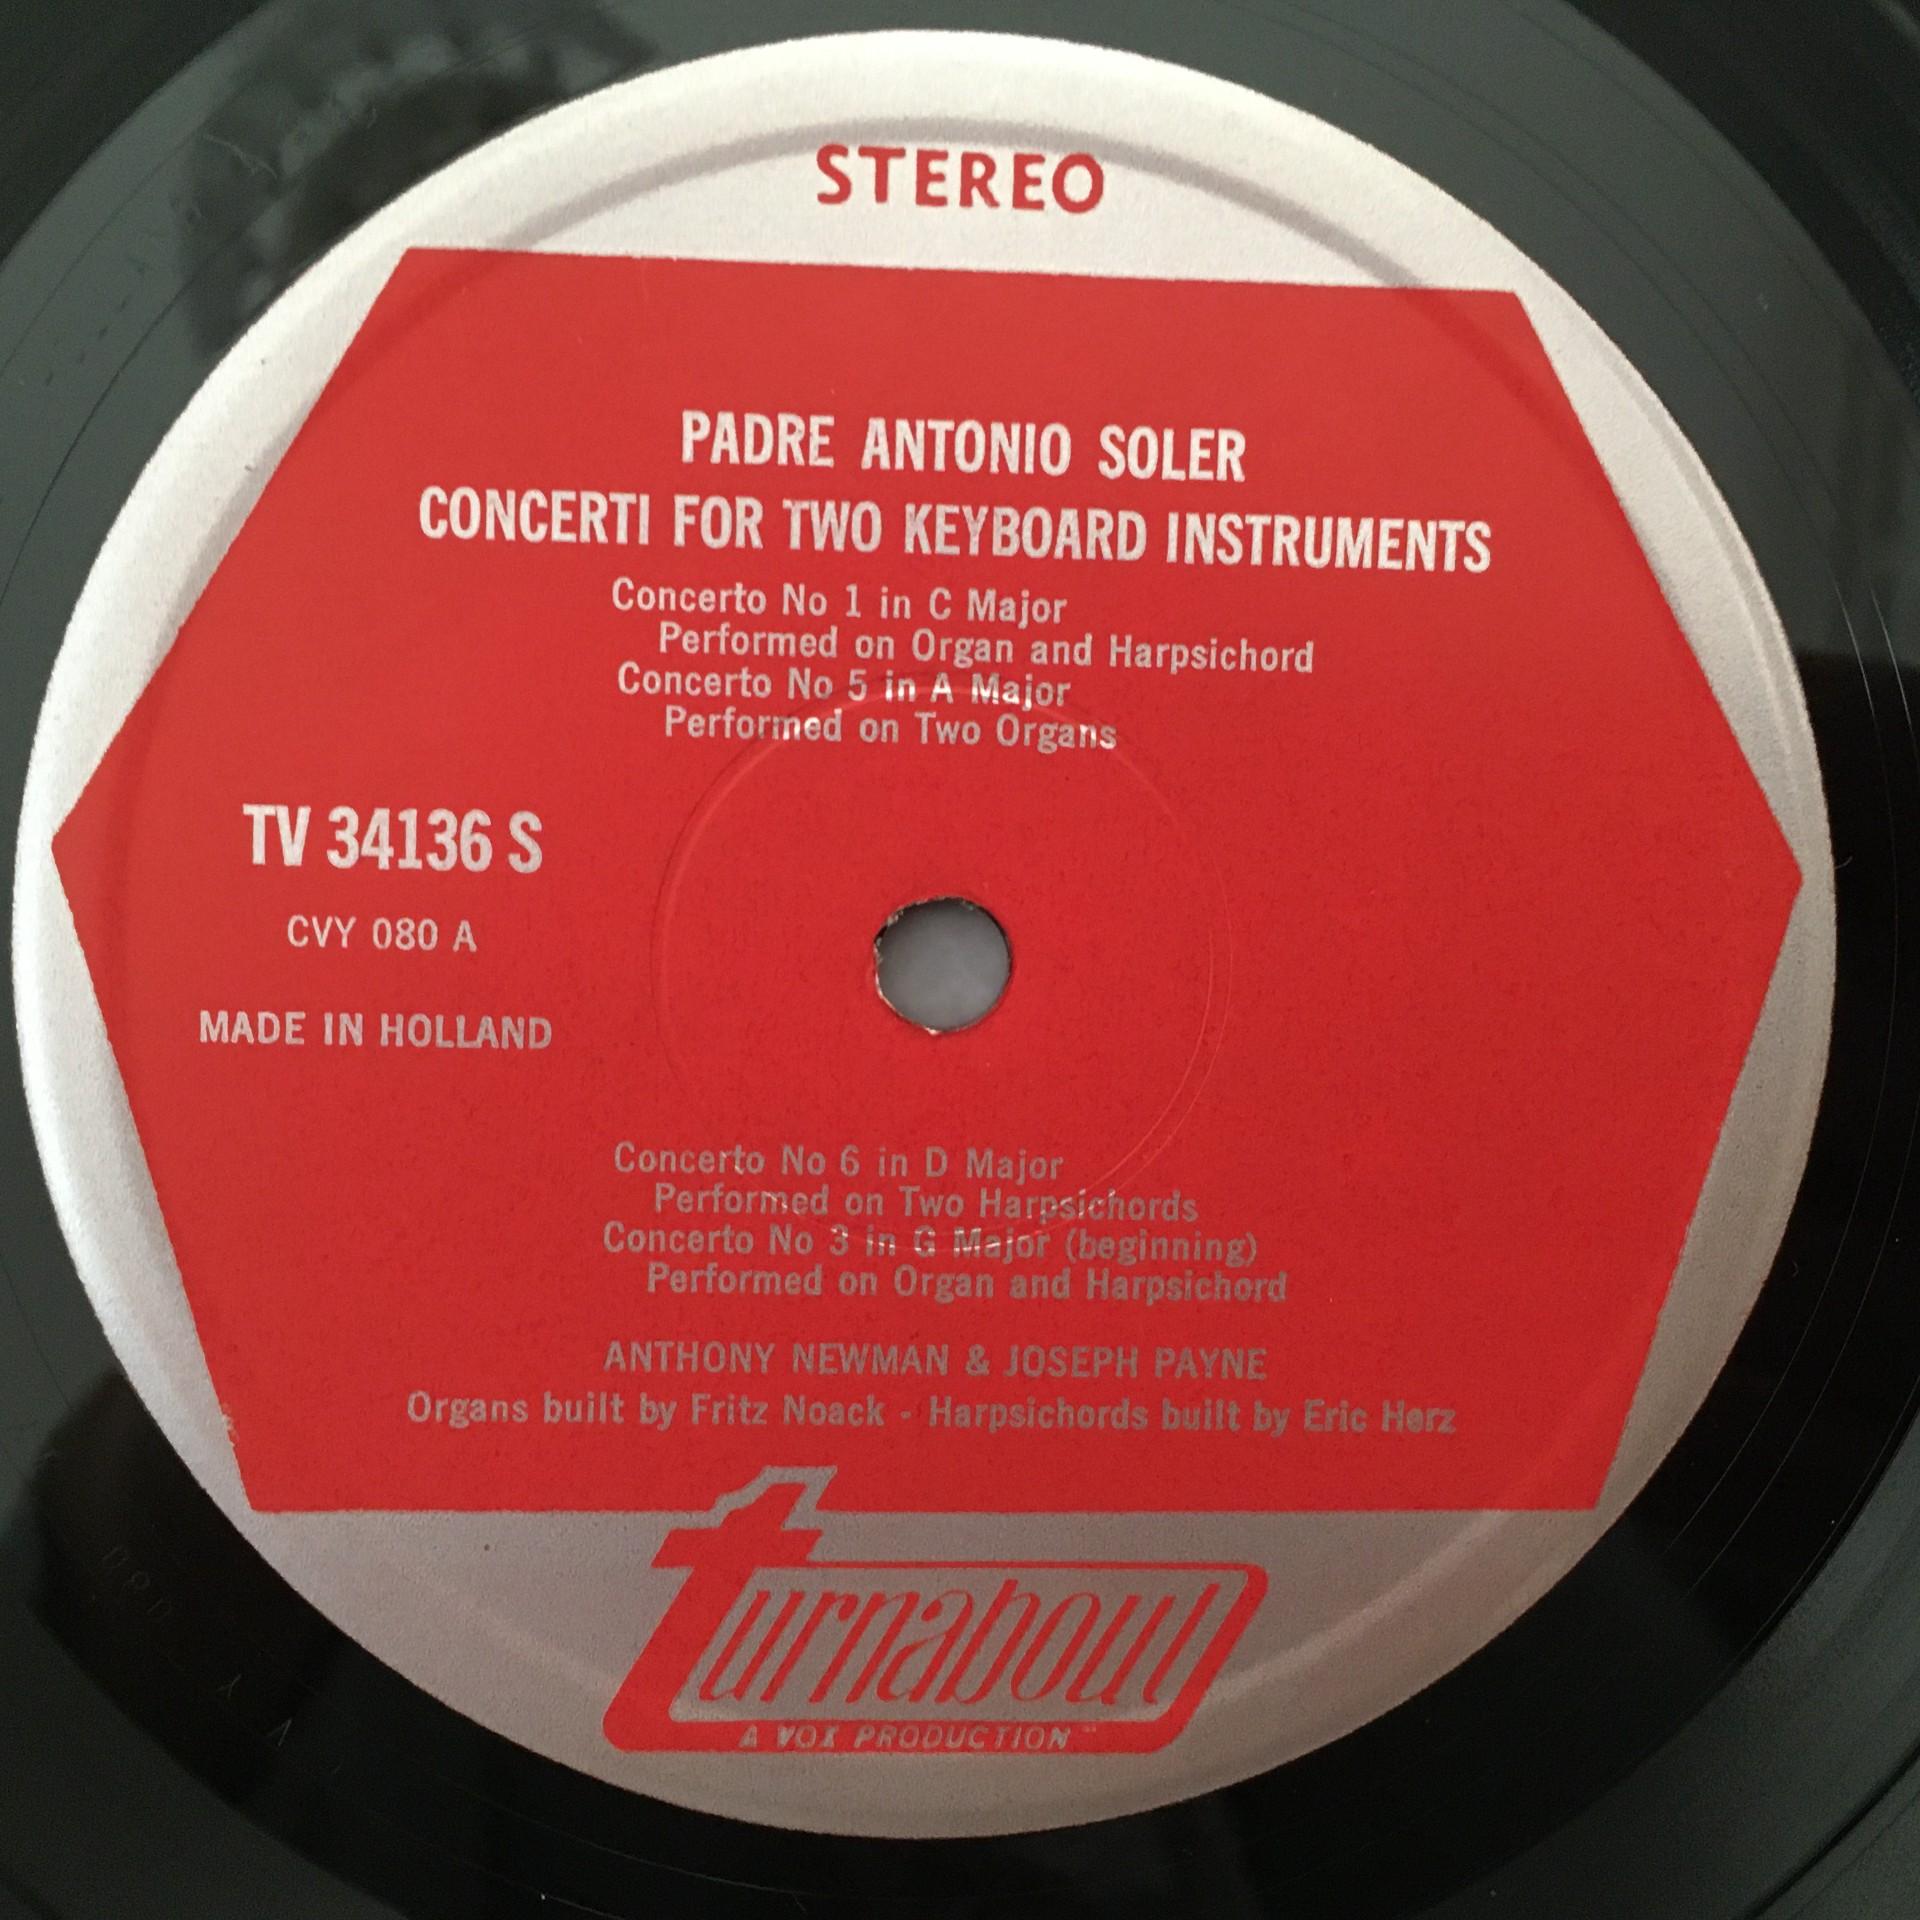 STEREO
PADRE ANTONIO SOLER
CONCERTI FOR TWO KEYBOARD INSTRUMENTS
Concerto No 1 in C Major
Performed on Organ and Harpsichord
Concerto No 5 in A Major
Performed on Two Organs
TV 34136 S
CVY 080 A
MADE IN HOLLAND
Concerto No 6 in D Major
Performed on Two Harpsichords
Concerto No 3 in G Major (beginning)
Performed on Organ and Harpsichord
ANTHONY NEWMAN & JOSEPH PAYNE
Organs built by Fritz Noack - Harpsichords built by Eric Herz
turnabout
A VOX PRODUCTION